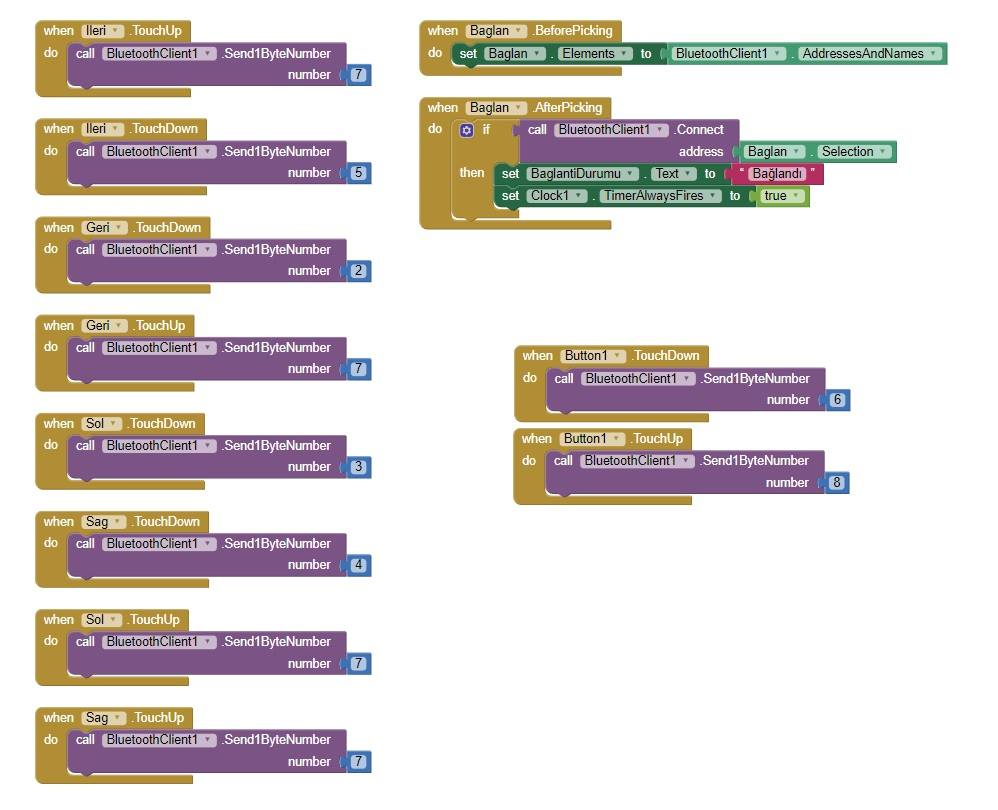 when Ileri .TouchUp
do call BluetoothClient1 .Send1ByteNumber
number 7
when Ileri .TouchDown
do call BluetoothClient1 .Send1ByteNumber
number 5
when Geri .TouchDown
do call BluetoothClient1 .Send1ByteNumber
number 2
when Geri .TouchUp
do call BluetoothClient1 .Send1ByteNumber
number 7
when Sol .TouchDown
do call BluetoothClient1 .Send1ByteNumber
number 3
when Sag .TouchDown
do call BluetoothClient1 .Send1ByteNumber
number 4
when Sol .TouchUp
do call BluetoothClient1 .Send1ByteNumber
number 7
when Sag .TouchUp
do call BluetoothClient1 .Send1ByteNumber
number 7
when Baglan .BeforePicking
do set Baglan . Elements to BluetoothClient1 . AddressesAndNames
when Baglan .AfterPicking
do if call BluetoothClient1 .Connect
address Baglan . Selection
then set BaglantiDurumu . Text to " Bağlandı "
set Clock1 . TimerAlwaysFires to true
when Button1 .TouchDown
do call BluetoothClient1 .Send1ByteNumber
number 6
when Button1 .TouchUp
do call BluetoothClient1 .Send1ByteNumber
number 8